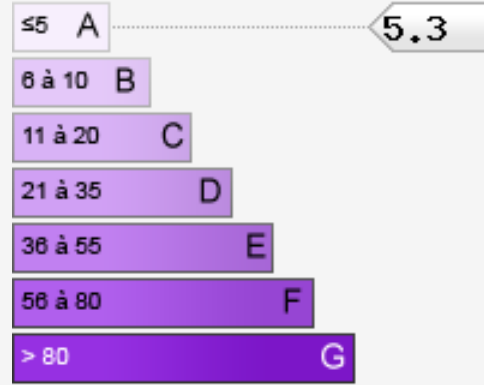 ≤5 A 5.3
6 à 10 B
11 à 20 C
21 à 35 D
36 à 55 E
56 à 80 F
> 80 G